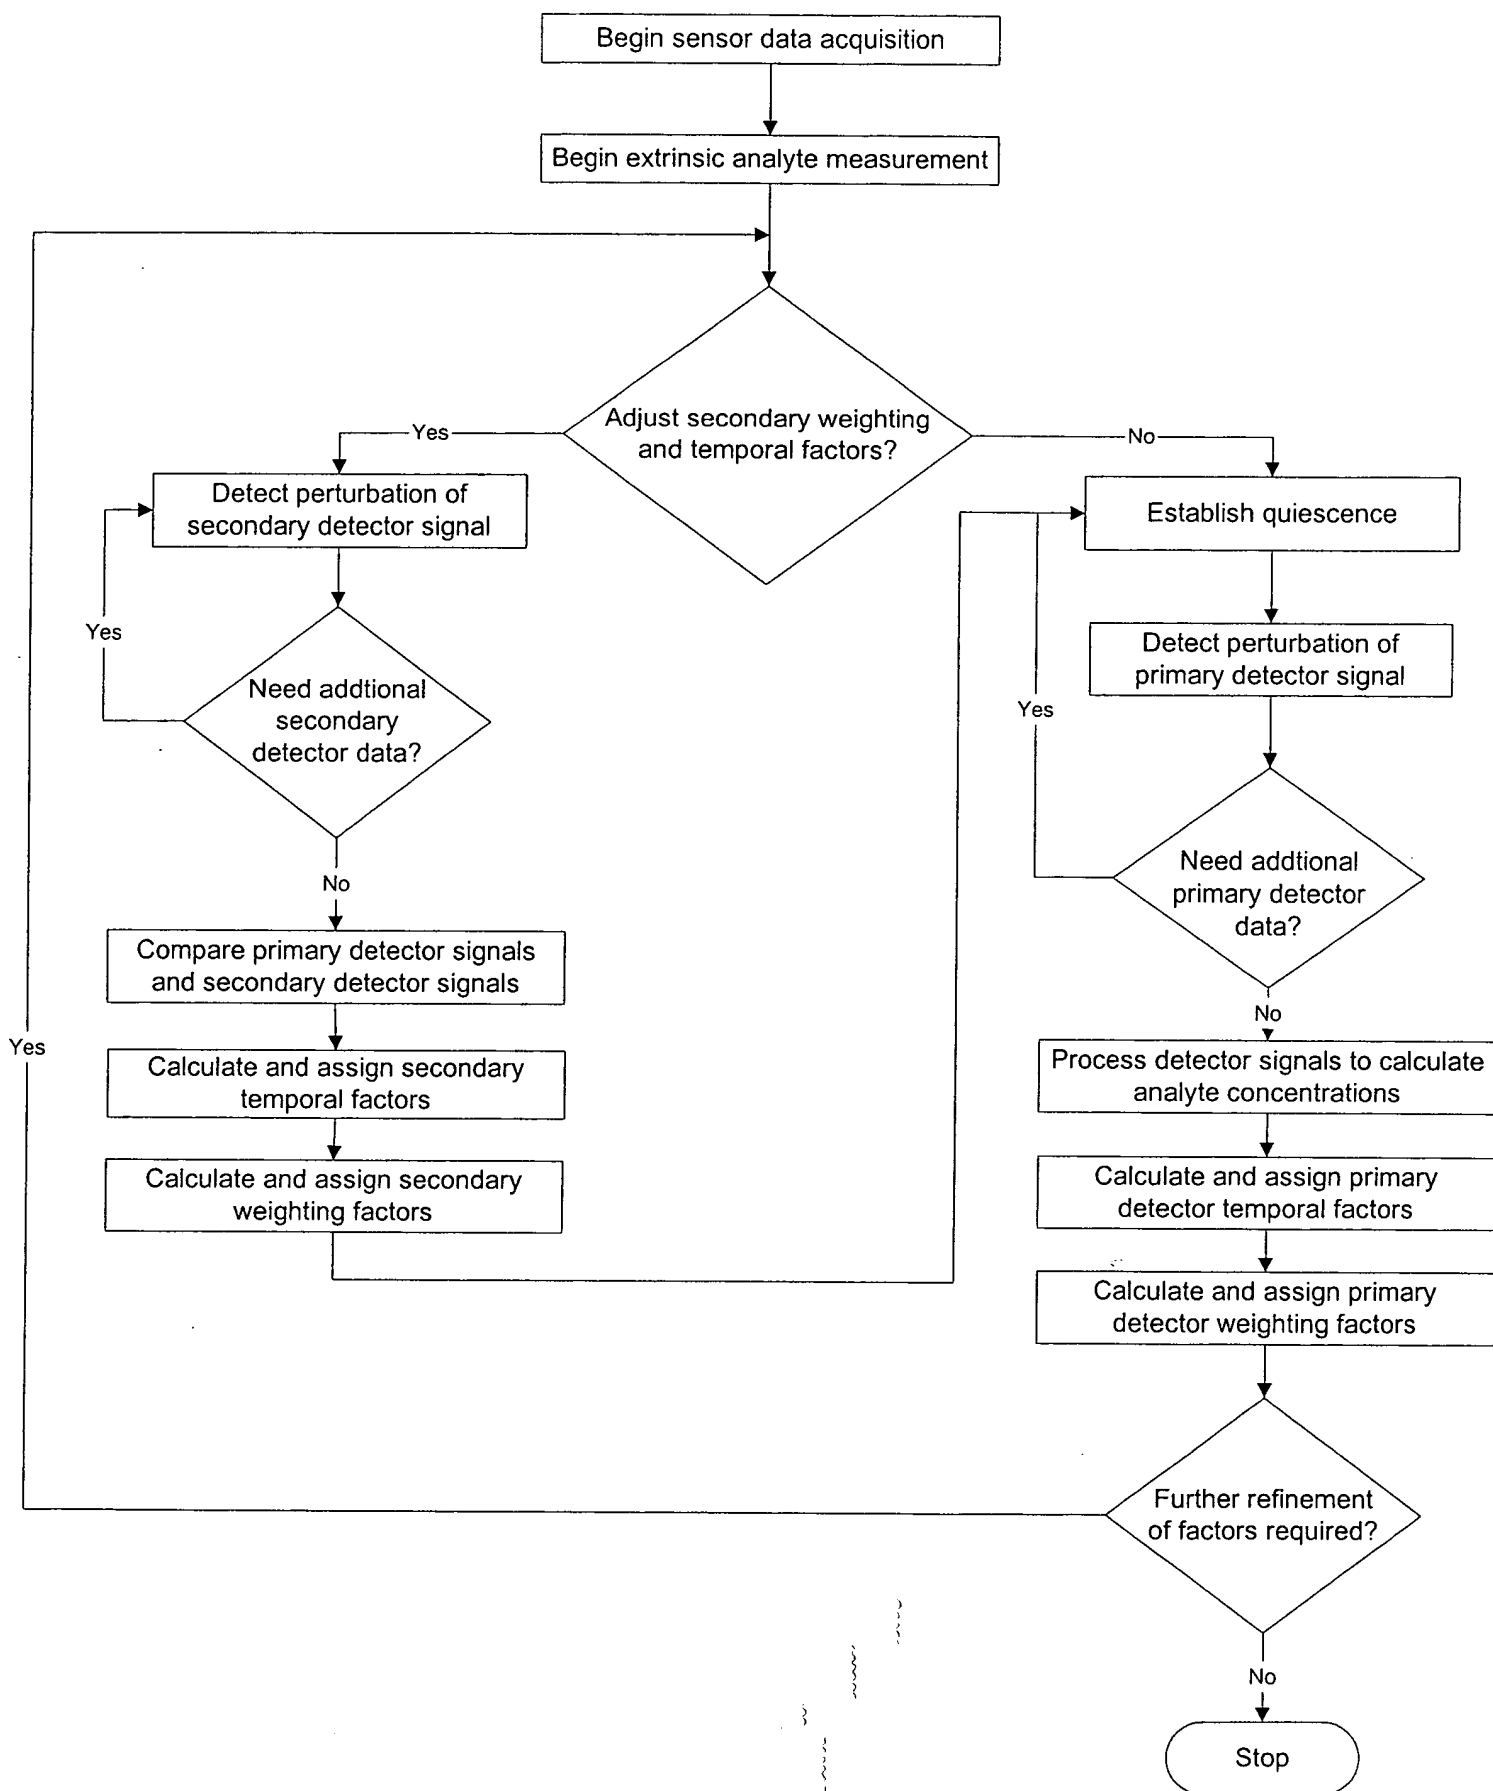 Begin sensor data acquisition
Begin extrinsic analyte measurement
Adjust secondary weighting
and temporal factors?
Yes
No
Detect perturbation of
secondary detector signal
Yes
Need addtional
secondary
detector data?
No
Compare primary detector signals
and secondary detector signals
Calculate and assign secondary
temporal factors
Calculate and assign secondary
weighting factors
Establish quiescence
Detect perturbation of
primary detector signal
Yes
Need addtional
primary detector
data?
No
Process detector signals to calculate
analyte concentrations
Calculate and assign primary
detector temporal factors
Calculate and assign primary
detector weighting factors
Further refinement
of factors required?
Yes
No
Stop